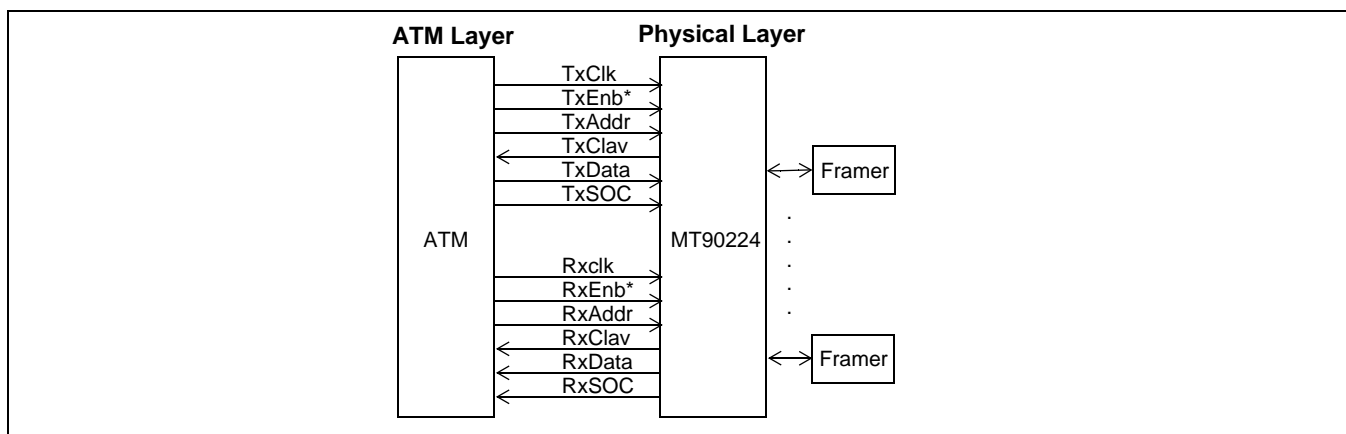 ATM Layer
Physical Layer
TxClk
TxEnb*
TxAddr
TxClav
TxData
TxSOC
ATM
MT90224
Rxclk
RxEnb*
RxAddr
RxClav
RxData
RxSOC
Framer
Framer